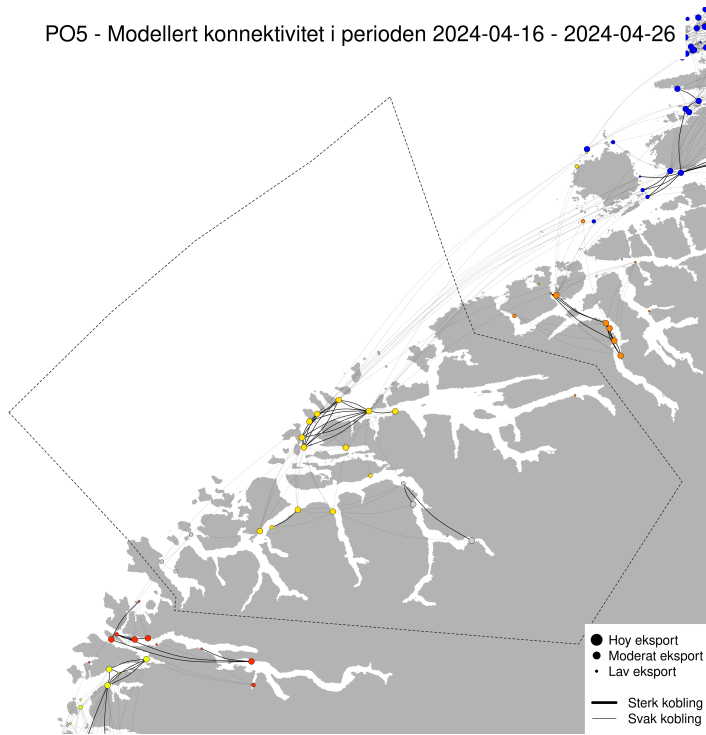 PO5 - Modellert konnektivitet i perioden 2024-04-16 - 2024-04-26
Hoy eksport
Moderat eksport
Lav eksport
Sterk kobling
Svak kobling